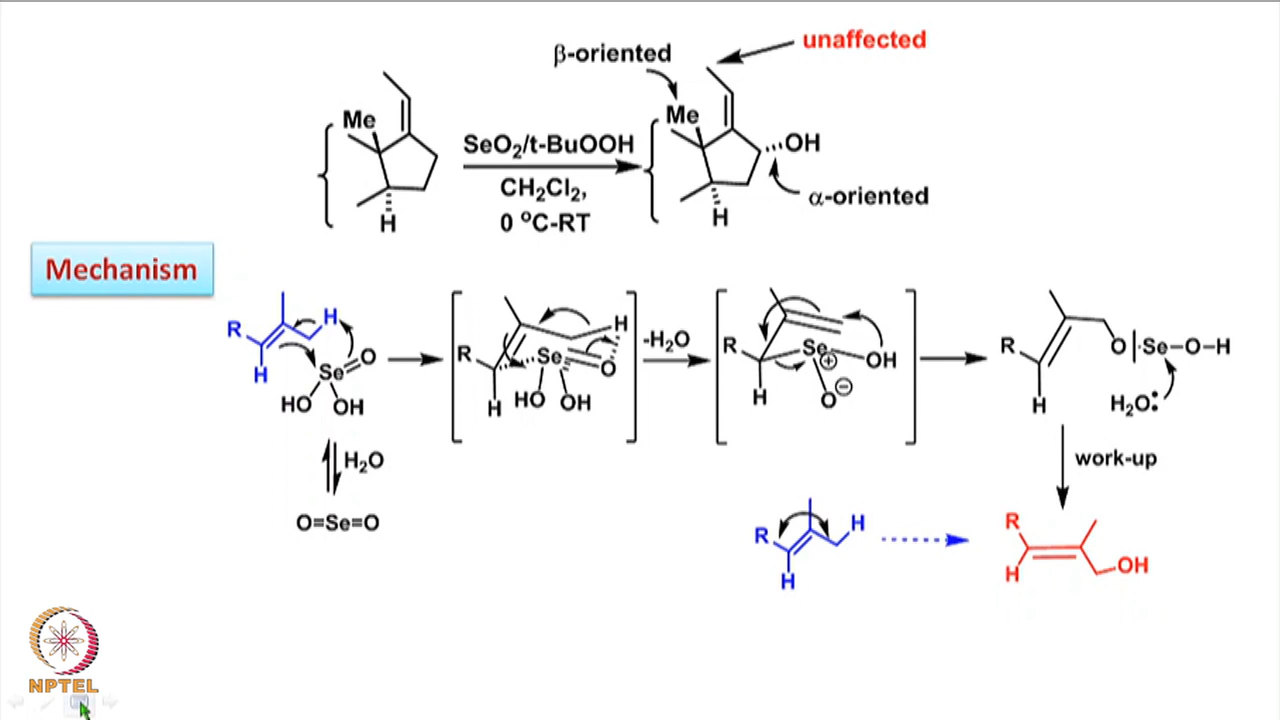 unaffected
β-oriented
Me
Me
SeO2/t-BuOOH
OH
CH2Cl2,
α-oriented
0 °C-RT
H
H
Mechanism
R
H
H
Se
O
HO
OH
R
H
Se
O
H
HO
OH
-H2O
R
H
Se
⊕
OH
O
⊖
R
H
O
Se-O-H
H2O:
H2O
work-up
O=Se=O
R
H
H
R
H
OH
NPTEL